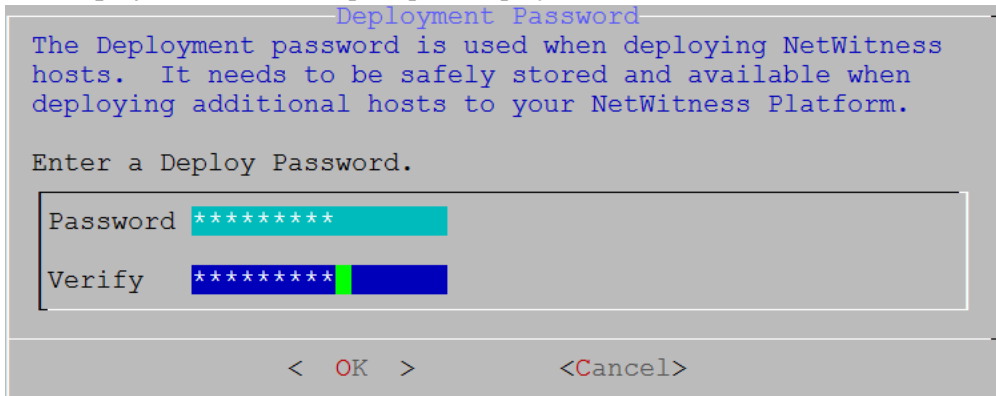 Deployment Password
The Deployment password is used when deploying NetWitness
hosts.  It needs to be safely stored and available when
deploying additional hosts to your NetWitness Platform.
Enter a Deploy Password.
Password *********
Verify *********
<  OK  > <Cancel>